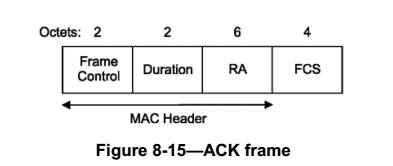 Octets: 2 2 6 4
Frame Control Duration RA FCS
MAC Header
Figure 8-15—ACK frame